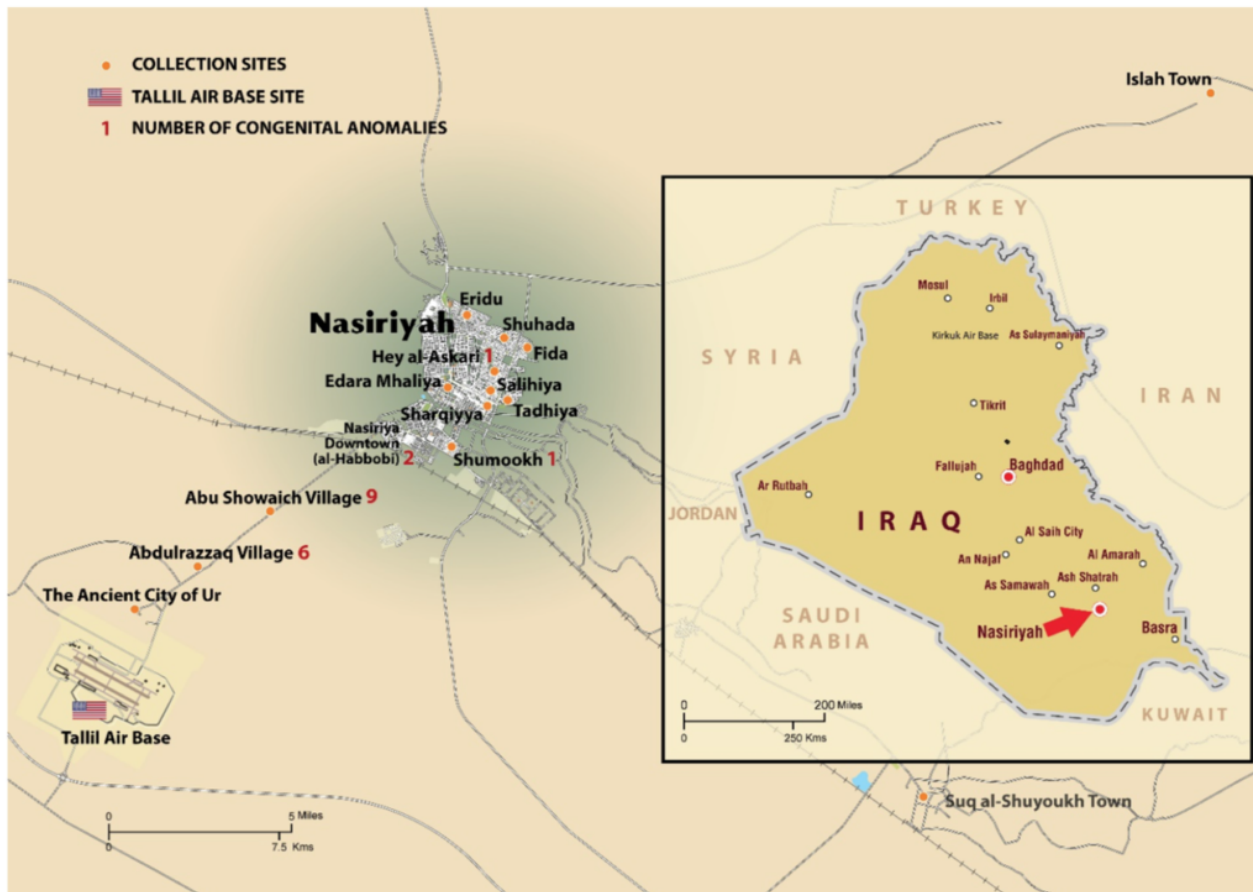 COLLECTION SITES
TALLIL AIR BASE SITE
1 NUMBER OF CONGENITAL ANOMALIES
Islah Town
Nasiriyah
Eridu
Shuhada
Fida
Hey al-Askari 1
Edara Mhaliya
Salihiya
Sharqiyya
Tadhiya
Nasiriya
Downtown
(al-Habbobi) 2
Shumookh 1
Abu Showaich Village 9
Abdulrazzaq Village 6
The Ancient City of Ur
Tallil Air Base
0 5 Miles
0 7.5 Kms
TURKEY
SYRIA
IRAN
JORDAN
SAUDI
ARABIA
KUWAIT
IRAQ
Mosul
Irbil
Kirkuk Air Base
As Sulaymaniyah
Tikrit
Fallujah
Baghdad
Ar Rutbah
Al Saih City
An Najaf
Al Amarah
As Samawah
Ash Shatrah
Nasiriyah
Basra
0 200 Miles
0 250 Kms
Suq al-Shuyoukh Town